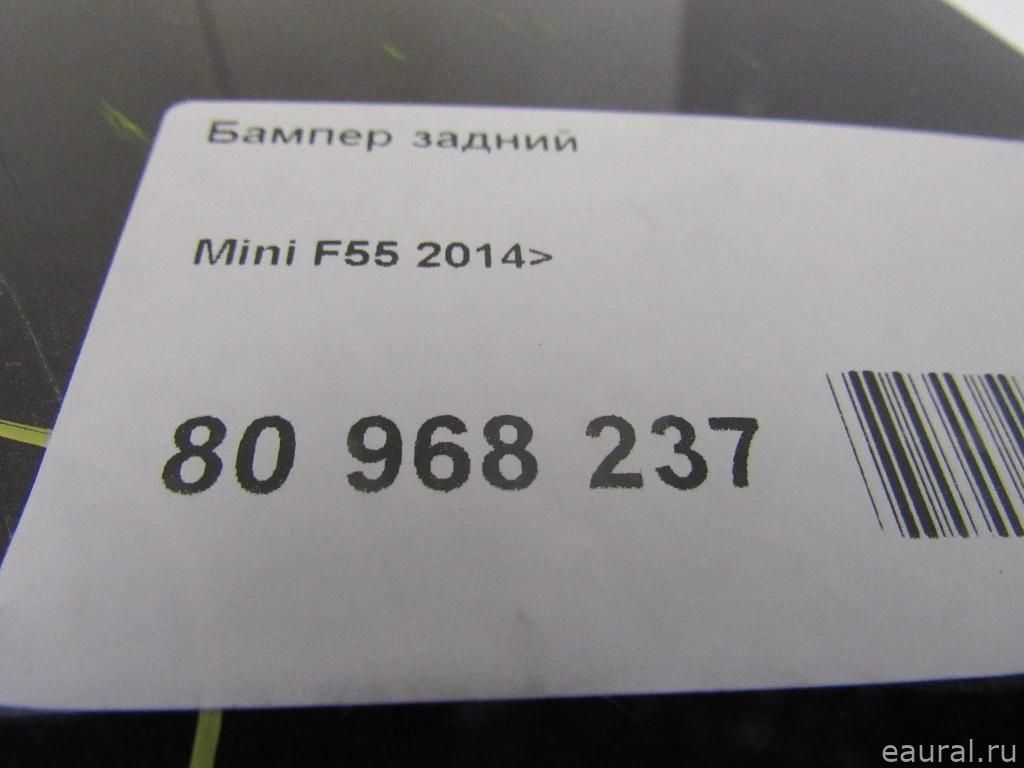 Бампер задний
Mini F55 2014>
80 968 237
eaural.ru